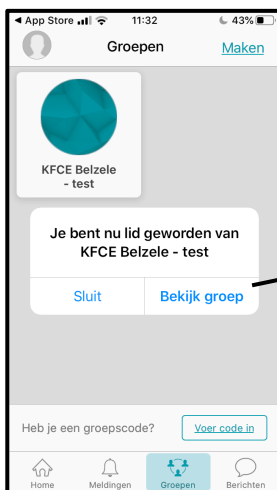 App Store 11:32 43%
Groepen Maken
KFCE Belzele
- test
Je bent nu lid geworden van
KFCE Belzele - test
Sluit Bekijk groep
Heb je een groepscode? Voer code in
Home Meldingen Groepen Berichten